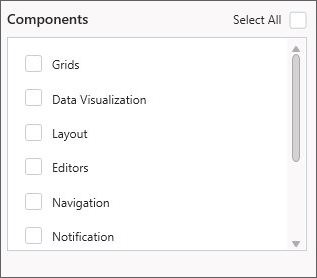 Components Select All
Grids
Data Visualization
Layout
Editors
Navigation
Notification